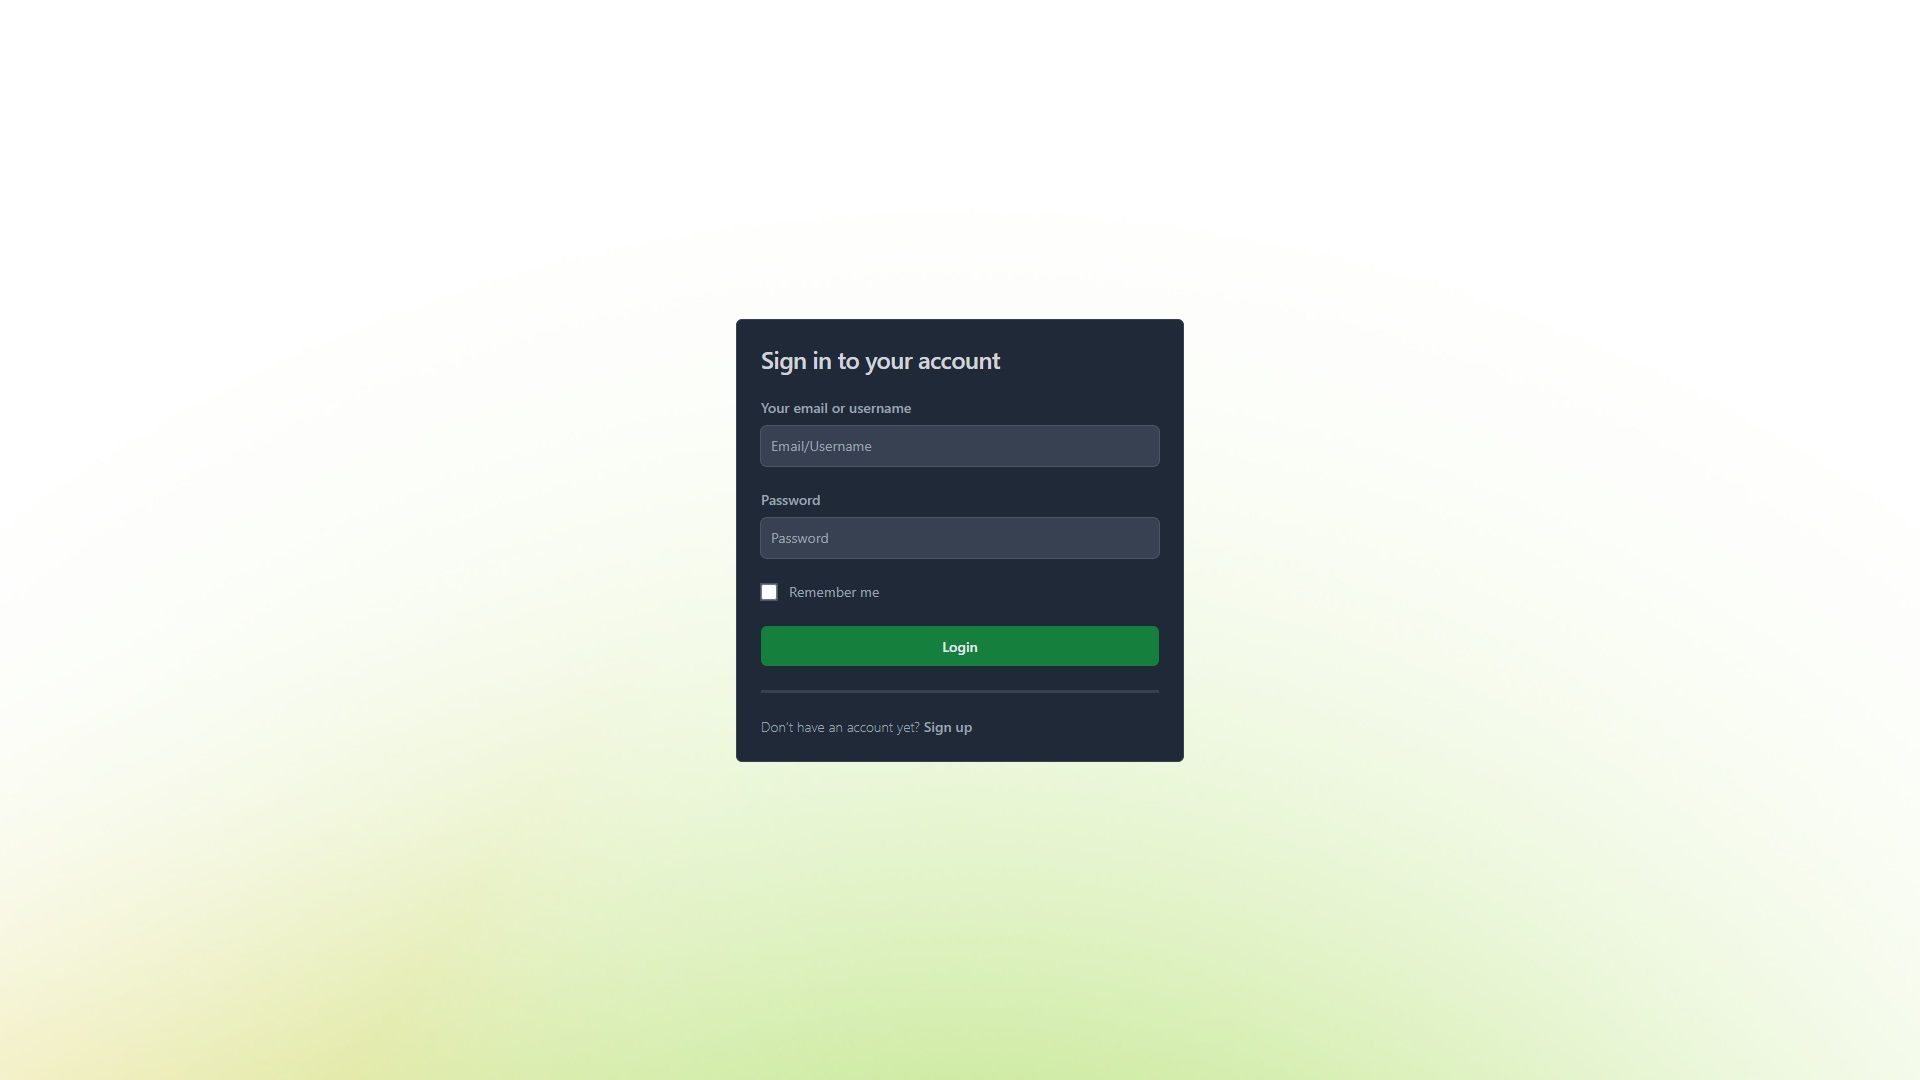 Sign in to your account
Your email or username
Email/Username
Password
Password
Remember me
Login
Don't have an account yet? Sign up